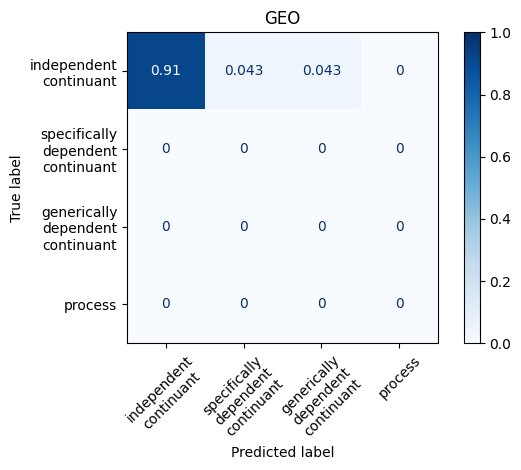 GEO
True label
independent
continuant
0.91 0.043 0.043 0
specifically
dependent
continuant
0 0 0 0
generically
dependent
continuant
0 0 0 0
process
0 0 0 0
independent
continuant
specifically
dependent
continuant
generically
dependent
continuant
process
Predicted label
1.0
0.8
0.6
0.4
0.2
0.0